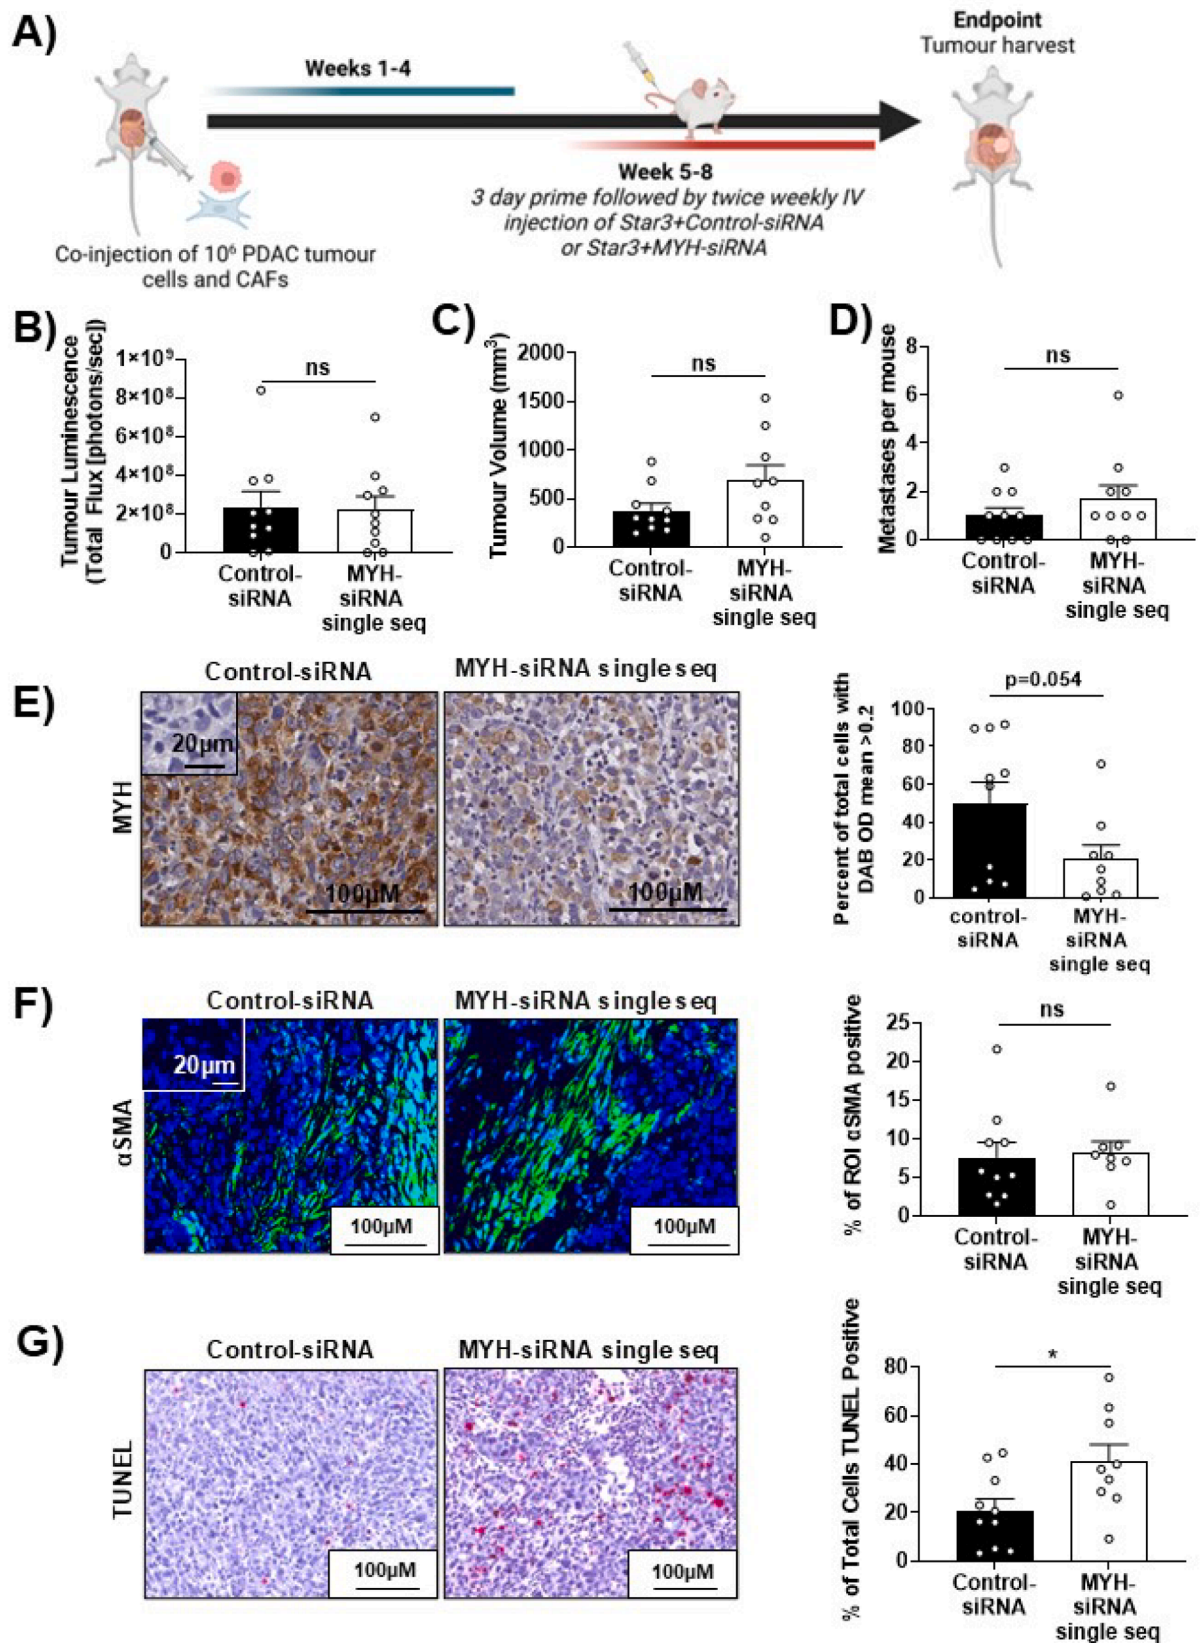 A)
Endpoint
Tumour harvest
Weeks 1-4
Week 5-8
3 day prime followed by twice weekly IV
injection of Star3+Control-siRNA
or Star3+MYH-siRNA
Co-injection of 10⁶ PDAC tumour
cells and CAFs
B)
Tumour Luminescence
(Total Flux [photons/sec])
1×10⁹
8×10⁸
6×10⁸
4×10⁸
2×10⁸
0
ns
Control-
siRNA
MYH-
siRNA
single seq
C)
Tumour Volume (mm³)
2000
1500
1000
500
0
ns
Control-
siRNA
MYH-
siRNA
single seq
D)
Metastases per mouse
8
6
4
2
0
ns
Control-
siRNA
MYH-
siRNA
single seq
E)
Control-siRNA
MYH-siRNA single seq
MYH
20µm
100µM
100µM
Percent of total cells with
DAB OD mean >0.2
100
80
60
40
20
0
p=0.054
control-
siRNA
MYH-
siRNA
single seq
F)
Control-siRNA
MYH-siRNA single seq
αSMA
20µm
100µM
100µM
% of ROI αSMA positive
25
20
15
10
5
0
ns
Control-
siRNA
MYH-
siRNA
single seq
G)
Control-siRNA
MYH-siRNA single seq
TUNEL
100µM
100µM
% of Total Cells TUNEL Positive
80
60
40
20
0
*
Control-
siRNA
MYH-
siRNA
single seq